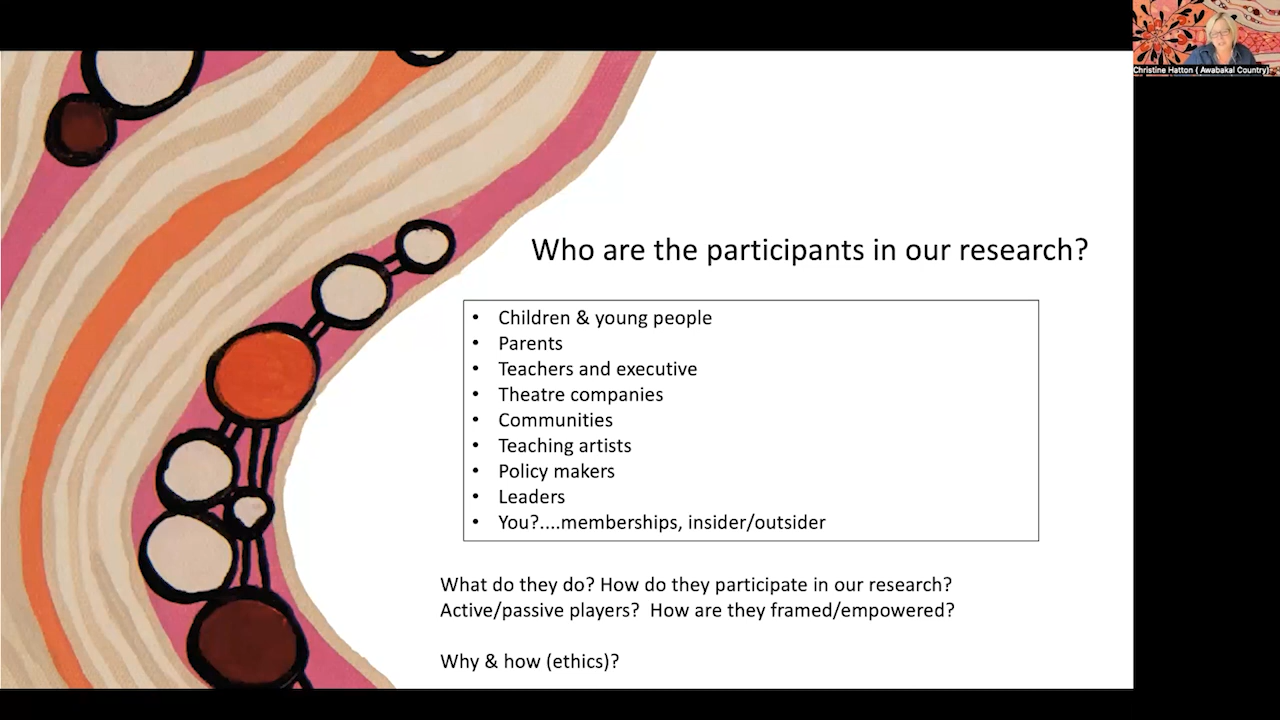 Christine Hatton ( Awabakal Country)
Who are the participants in our research?
• Children & young people
• Parents
• Teachers and executive
• Theatre companies
• Communities
• Teaching artists
• Policy makers
• Leaders
• You?....memberships, insider/outsider
What do they do? How do they participate in our research?
Active/passive players?  How are they framed/empowered?
Why & how (ethics)?